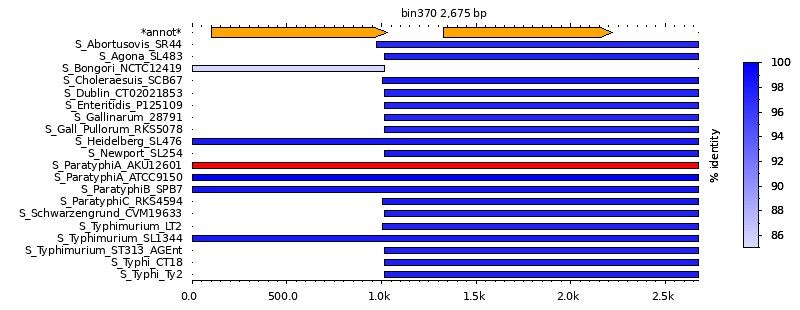 bin370 2,675 bp
*annot*
S_Abortusovis_SR44
S_Agona_SL483
S_Bongori_NCTC12419
S_Choleraesuis_SCB67
S_Dublin_CT02021853
S_Enteritidis_P125109
S_Gallinarum_28791
S_Gall_Pullorum_RKS5078
S_Heidelberg_SL476
S_Newport_SL254
S_ParatyphiA_AKU12601
S_ParatyphiA_ATCC9150
S_ParatyphiB_SPB7
S_ParatyphiC_RKS4594
S_Schwarzengrund_CVM19633
S_Typhimurium_LT2
S_Typhimurium_SL1344
S_Typhimurium_ST313_AGEnt
S_Typhi_CT18
S_Typhi_Ty2
0.0 500.0 1.0k 1.5k 2.0k 2.5k
100
98
96
94
92
90
88
86
% identity